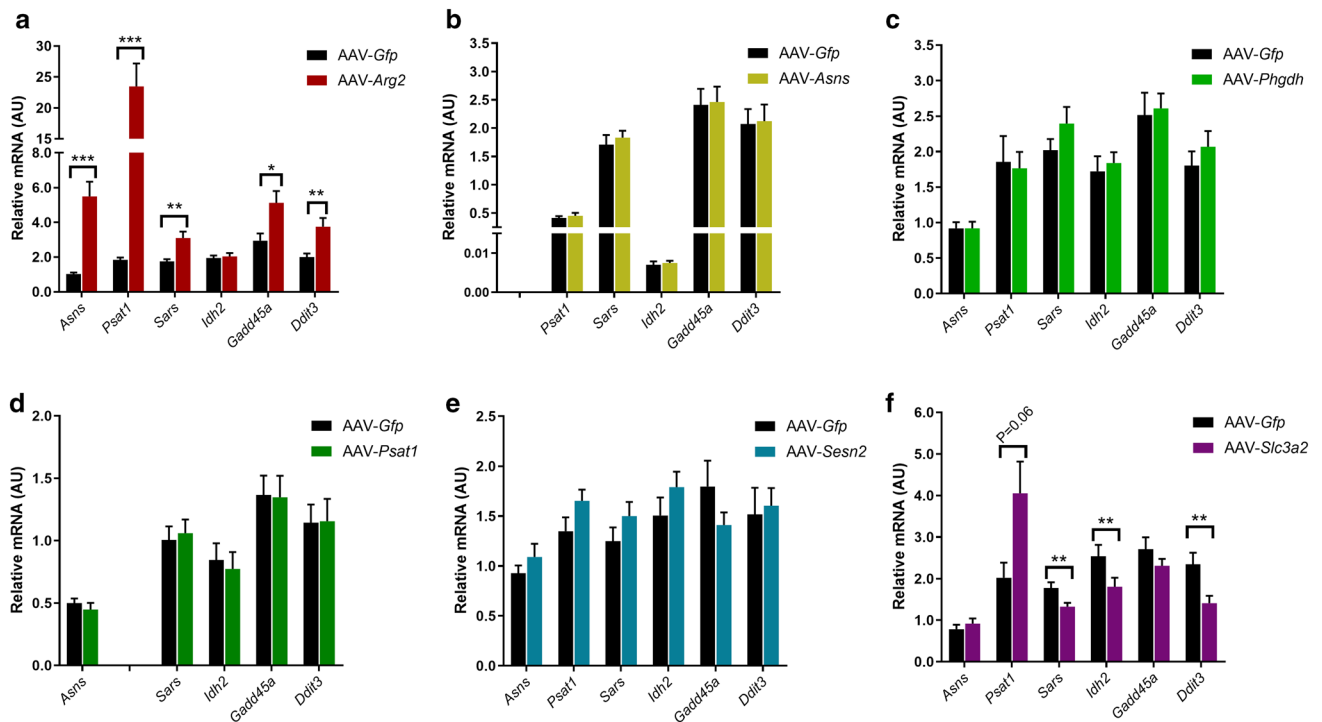 a
Relative mRNA (AU)
30
25
20
15
8.0
6.0
4.0
2.0
0.0
***
***
**
*
**
AAV-Gfp
AAV-Arg2
Asns
Psat1
Sars
Idh2
Gadd45a
Ddit3
b
Relative mRNA (AU)
3.5
3.0
2.5
2.0
1.5
1.0
0.5
0.01
0.00
AAV-Gfp
AAV-Asns
Psat1
Sars
Idh2
Gadd45a
Ddit3
c
Relative mRNA (AU)
3.5
3.0
2.5
2.0
1.5
1.0
0.5
0.0
AAV-Gfp
AAV-Phgdh
Asns
Psat1
Sars
Idh2
Gadd45a
Ddit3
d
Relative mRNA (AU)
2.0
1.5
1.0
0.5
0.0
AAV-Gfp
AAV-Psat1
Asns
Sars
Idh2
Gadd45a
Ddit3
e
Relative mRNA (AU)
2.5
2.0
1.5
1.0
0.5
0.0
AAV-Gfp
AAV-Sesn2
Asns
Psat1
Sars
Idh2
Gadd45a
Ddit3
f
Relative mRNA (AU)
6.0
5.0
4.0
3.0
2.0
1.0
0.0
P=0.06
**
**
**
AAV-Gfp
AAV-Slc3a2
Asns
Psat1
Sars
Idh2
Gadd45a
Ddit3